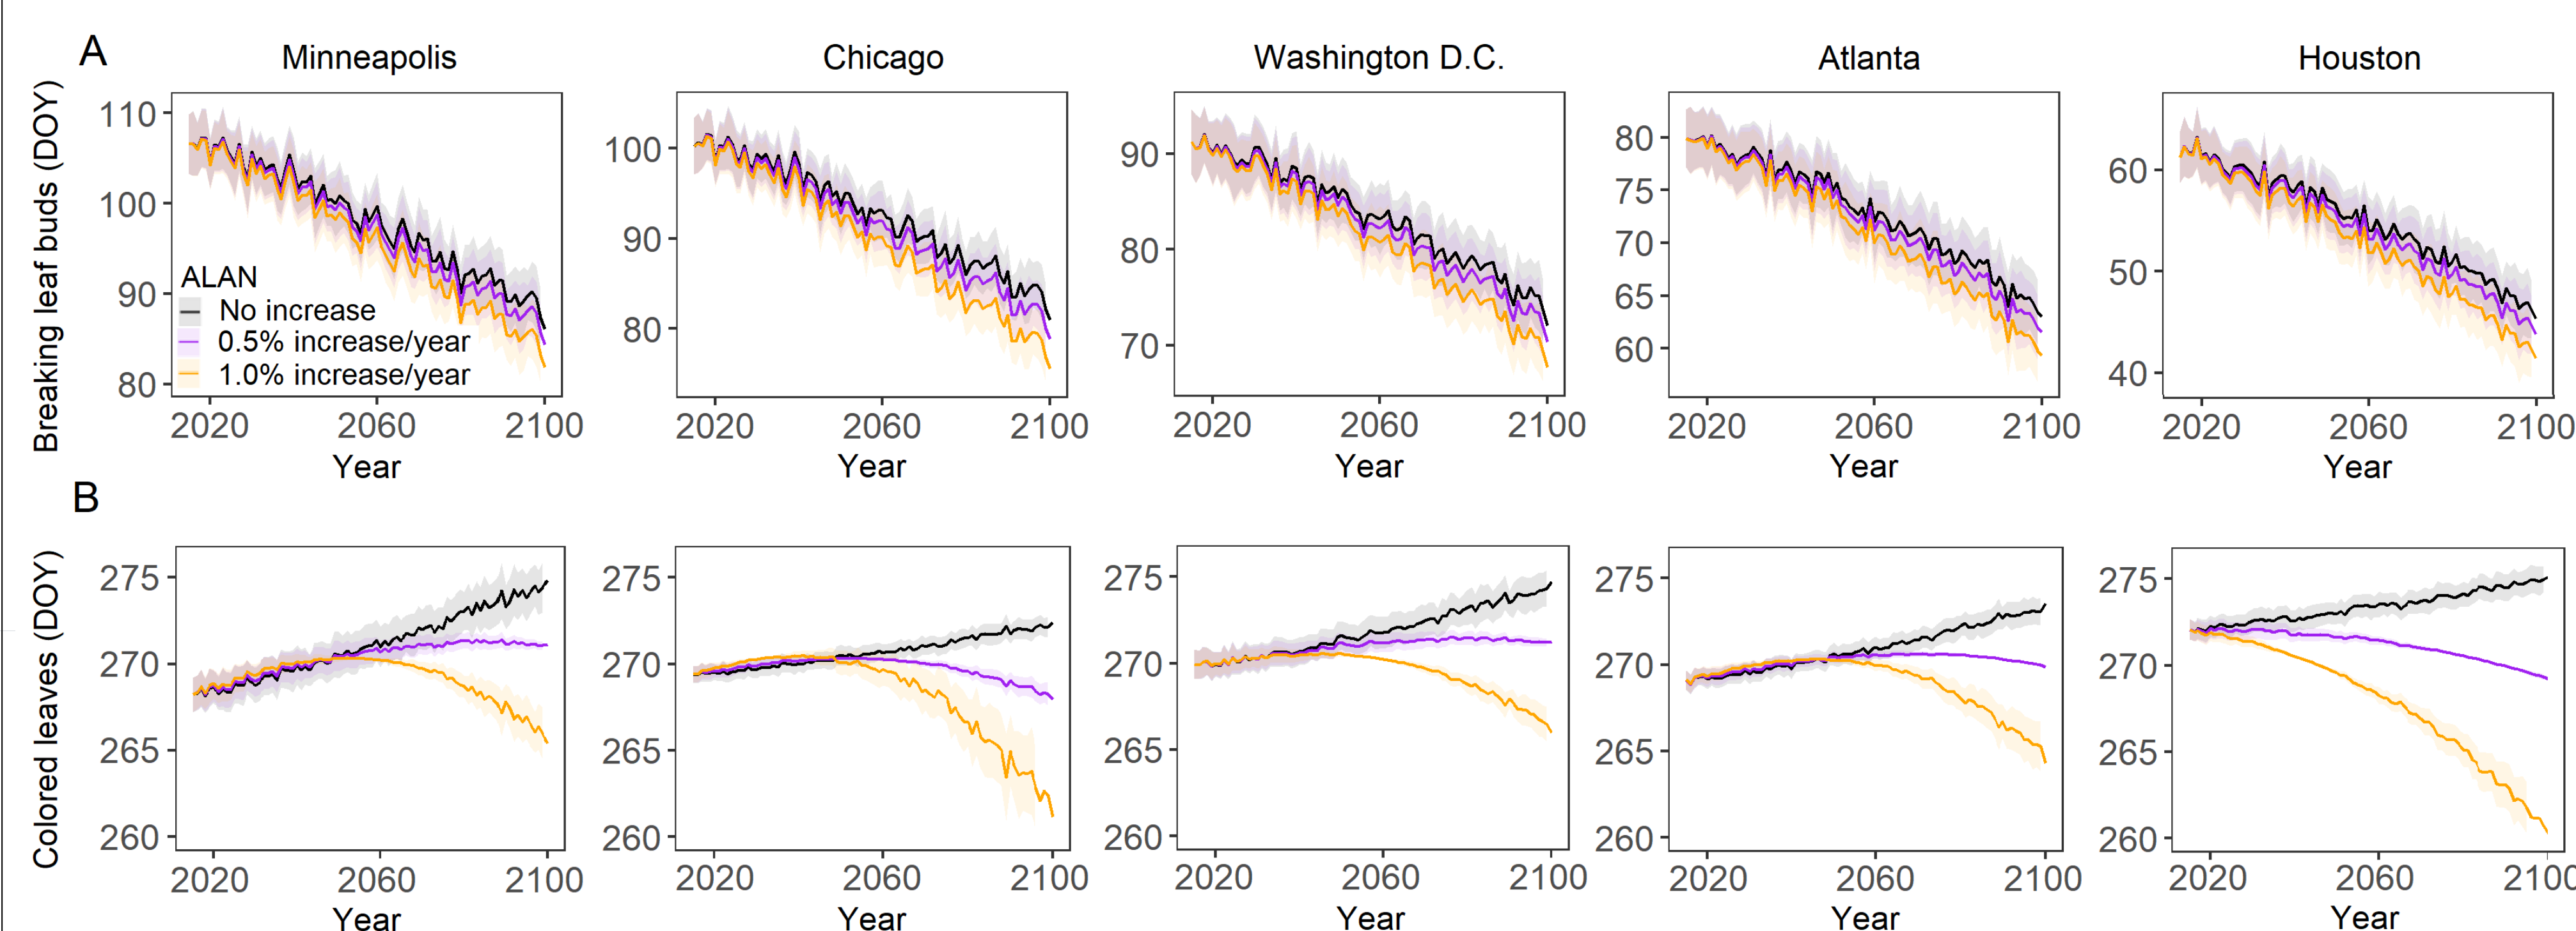 A
Minneapolis
Chicago
Washington D.C.
Atlanta
Houston
Breaking leaf buds (DOY)
110
100
90
80
ALAN
No increase
0.5% increase/year
1.0% increase/year
2020 2060 2100
Year
100
90
80
2020 2060 2100
Year
90
80
70
2020 2060 2100
Year
80
75
70
65
60
2020 2060 2100
Year
60
50
40
2020 2060 2100
Year
B
Colored leaves (DOY)
275
270
265
260
2020 2060 2100
Year
275
270
265
260
2020 2060 2100
Year
275
270
265
260
2020 2060 2100
Year
275
270
265
260
2020 2060 2100
Year
275
270
265
260
2020 2060 2100
Year